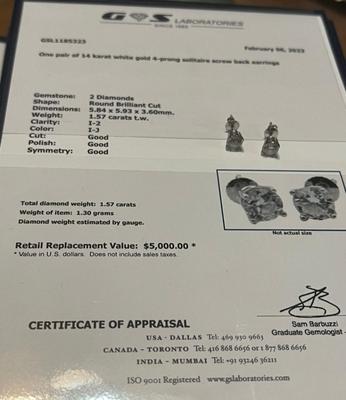 G S LABORATORIES
SINCE 1985
GSL1185323
February 06, 2023
One pair of 14 karat white gold 4-prong solitaire screw back earrings
Gemstone: 2 Diamonds
Shape: Round Brilliant Cut
Dimensions: 5.84 x 5.93 x 3.60mm.
Weight: 1.57 carats t.w.
Clarity: I-2
Color: I-J
Cut: Good
Polish: Good
Symmetry: Good
Total diamond weight: 1.57 carats
Weight of item: 1.30 grams
Diamond weight estimated by gauge.
Not actual size
Retail Replacement Value: $5,000.00 *
* Value in U.S. dollars. Does not include sales taxes.
Sam Barbuzzi
Graduate Gemologist -
CERTIFICATE OF APPRAISAL
USA - DALLAS Tel: 469 930 9663
CANADA - TORONTO Tel: 416 868 6656 or 1 877 868 6656
INDIA - MUMBAI Tel: +91 93246 36211
ISO 9001 Registered www.gslaboratories.com